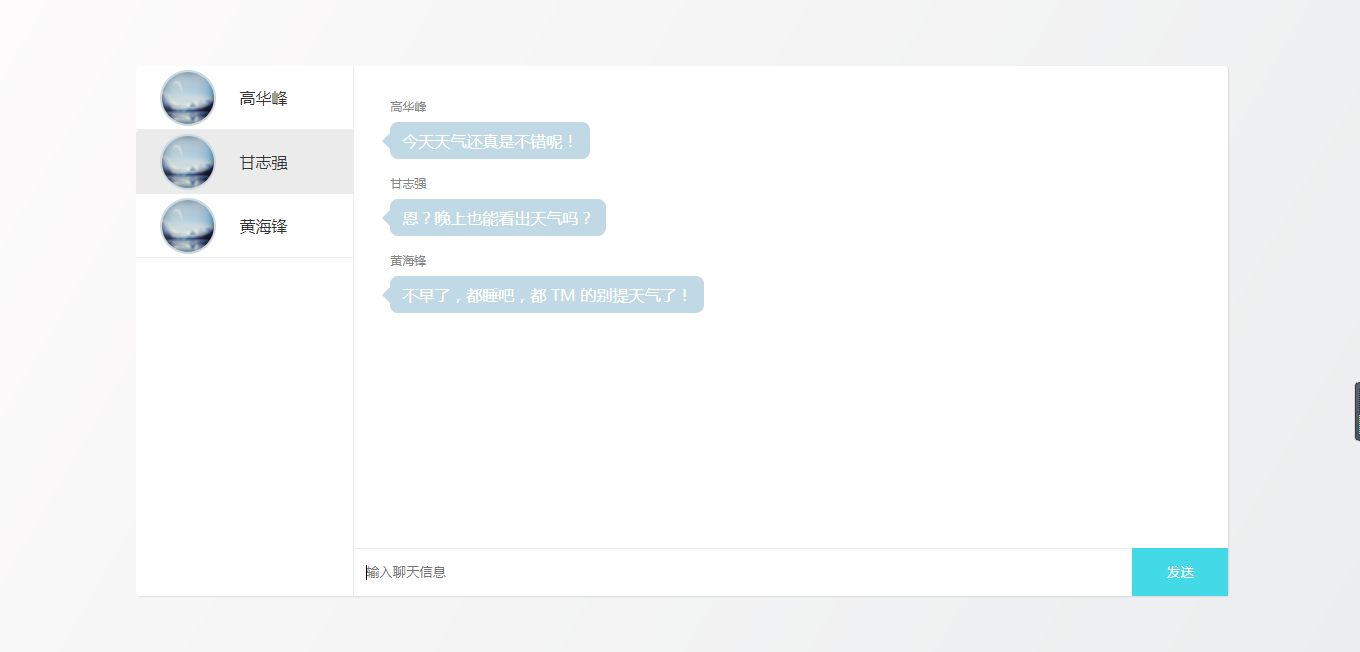 高华峰
甘志强
黄海锋
高华峰
今天天气还真是不错呢！
甘志强
恩？晚上也能看出天气吗？
黄海锋
不早了，都睡吧，都 TM 的别提天气了！
输入聊天信息
发送